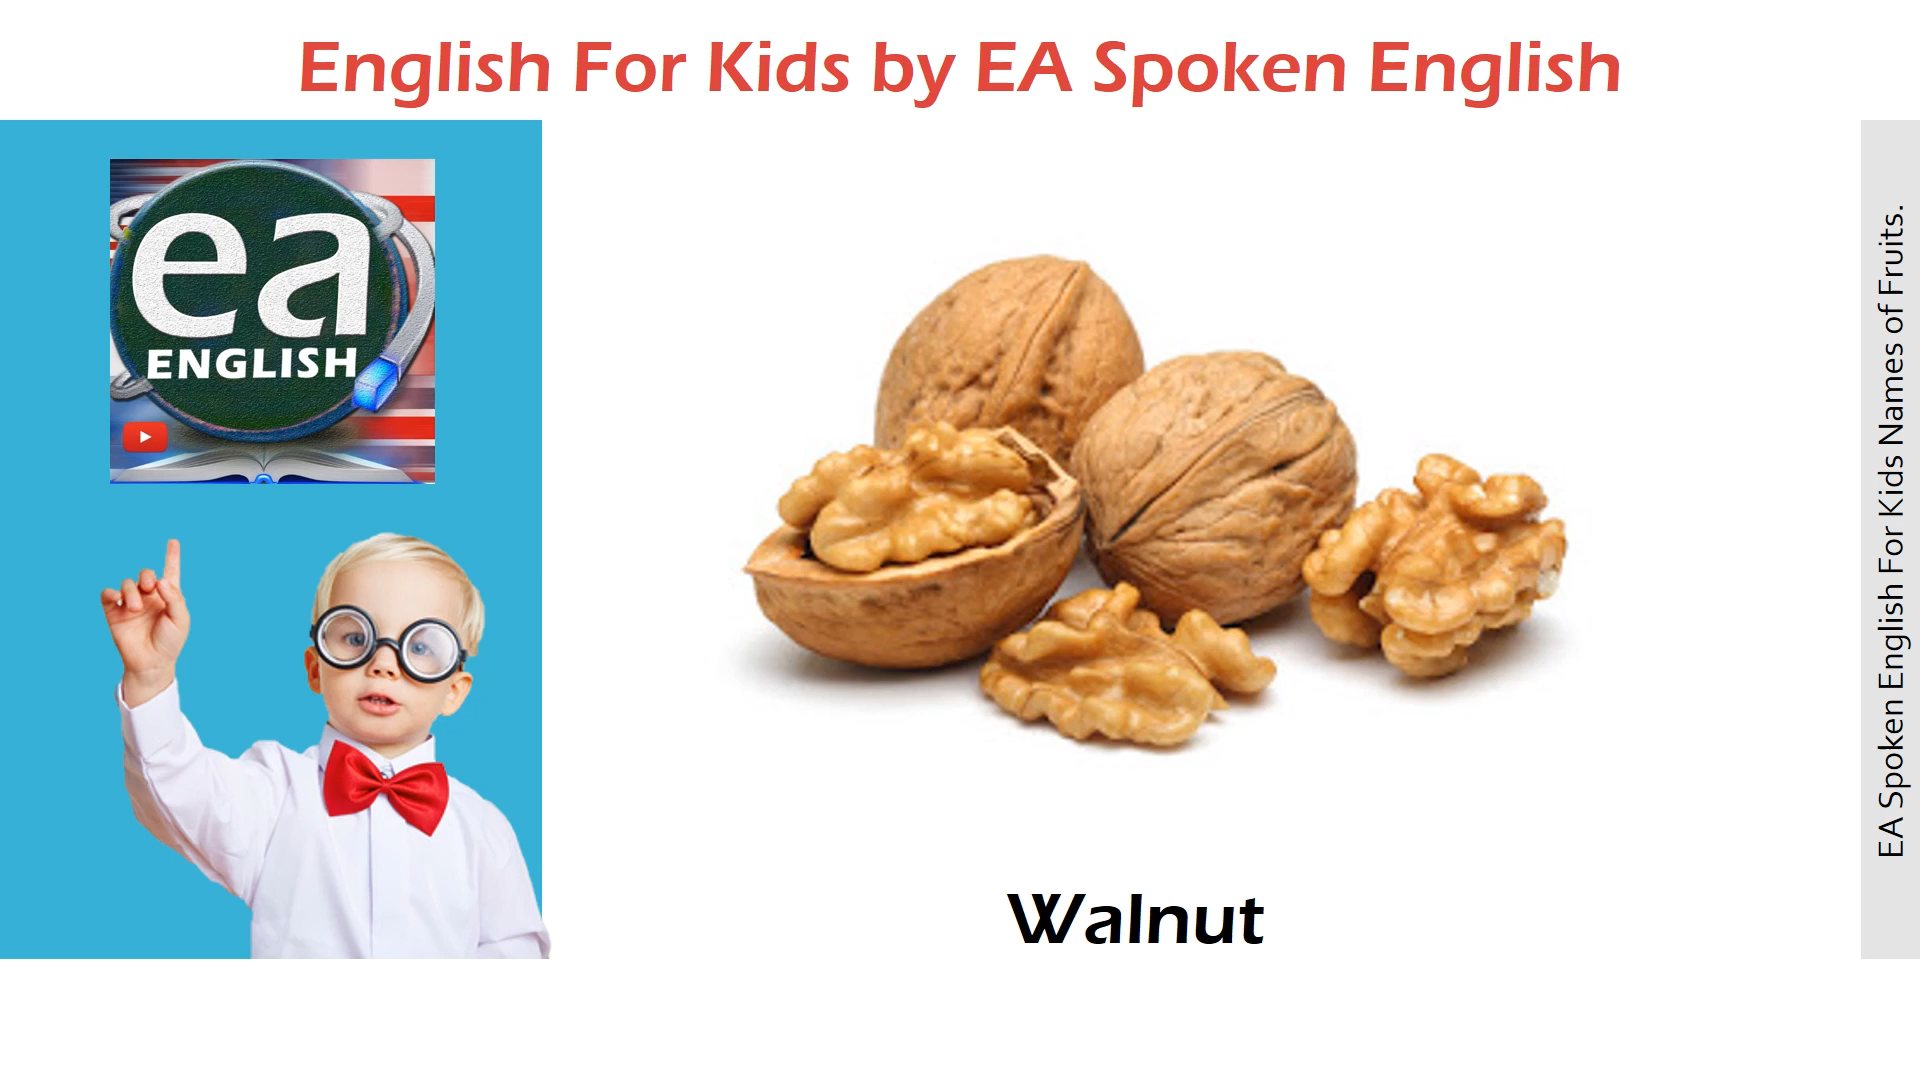 English For Kids by EA Spoken English
ea
ENGLISH
Walnut
EA Spoken English For Kids Names of Fruits.